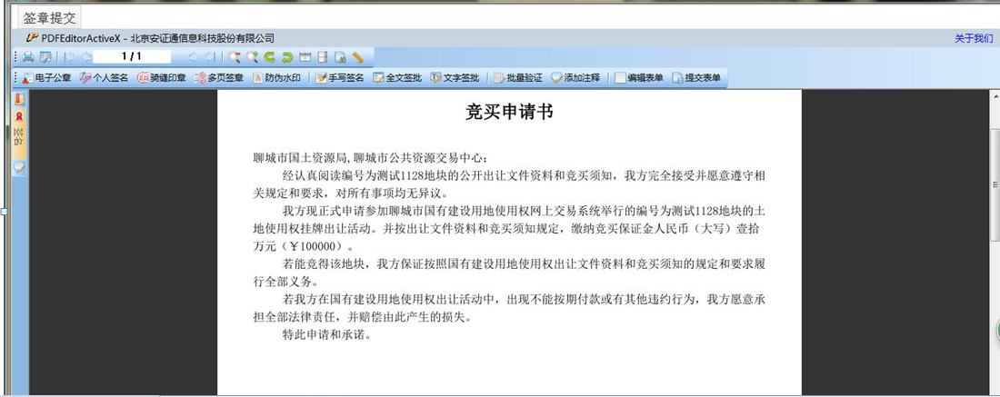 签章提交
PDFEditorActiveX - 北京安证通信息科技股份有限公司
关于我们
1 / 1
电子公章 个人签名 骑缝印章 多页签章 防伪水印 手写签名 全文签批 文字签批 批量验证 添加注释 编辑表单 提交表单
签名
竞买申请书
聊城市国土资源局,聊城市公共资源交易中心：
经认真阅读编号为测试1128地块的公开出让文件资料和竞买须知，我方完全接受并愿意遵守相
关规定和要求，对所有事项均无异议。
我方现正式申请参加聊城市国有建设用地使用权网上交易系统举行的编号为测试1128地块的土
地使用权挂牌出让活动。并按出让文件资料和竞买须知规定，缴纳竞买保证金人民币（大写）壹拾
万元（￥100000）。
若能竞得该地块，我方保证按照国有建设用地使用权出让文件资料和竞买须知的规定和要求履
行全部义务。
若我方在国有建设用地使用权出让活动中，出现不能按期付款或有其他违约行为，我方愿意承
担全部法律责任，并赔偿由此产生的损失。
特此申请和承诺。